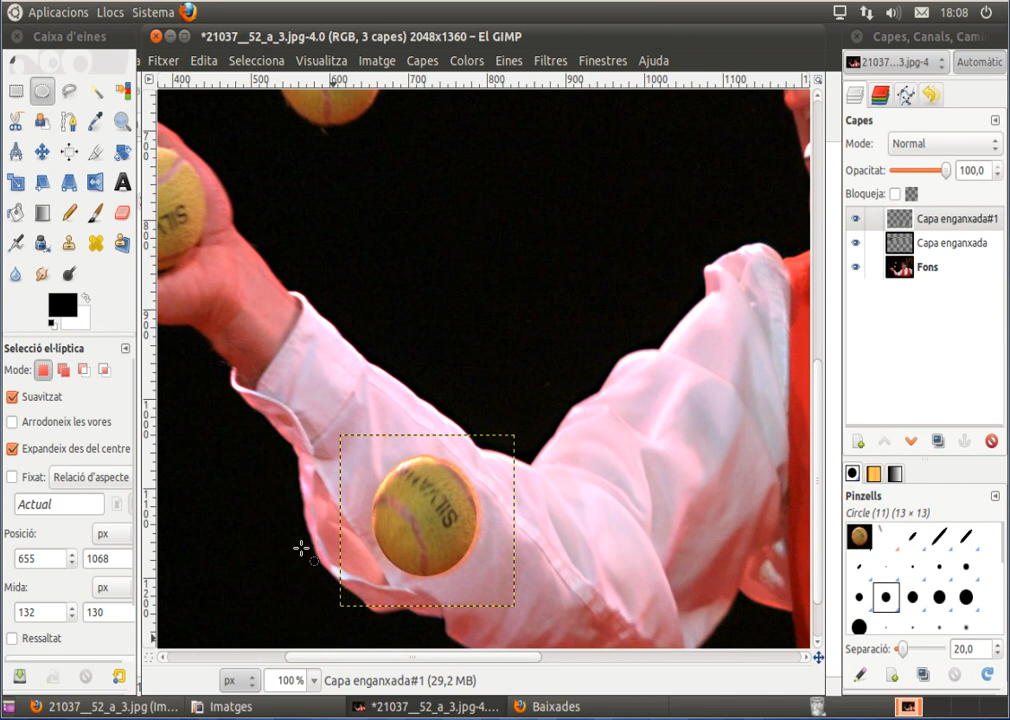 Aplicacions Llocs Sistema 18:08
Caixa d'eines
*21037__52_a_3.jpg-4.0 (RGB, 3 capes) 2048x1360 – El GIMP
Capes, Canals, Cam
Fitxer Edita Selecciona Visualitza Imatge Capes Colors Eines Filtres Finestres Ajuda
21037...3.jpg-4 Automàtic
400 500 600 700 800 900 1000 1100
Capes
Mode: Normal
Opacitat: 100,0
Bloqueja:
Capa enganxada#1
Capa enganxada
Fons
SILV
SILVAN
Selecció el·líptica
Mode:
Suavitzat
Arrodoneix les vores
Expandeix des del centre
Fixat: Relació d'aspecte
Actual
Posició: px
655 1068
Mida: px
132 130
Ressaltat
Pinzells
Circle (11) (13 × 13)
Separació: 20,0
px 100% Capa enganxada#1 (29,2 MB)
21037__52_a_3.jpg (Im... Imatges *21037__52_a_3.jpg-4.... Baixades